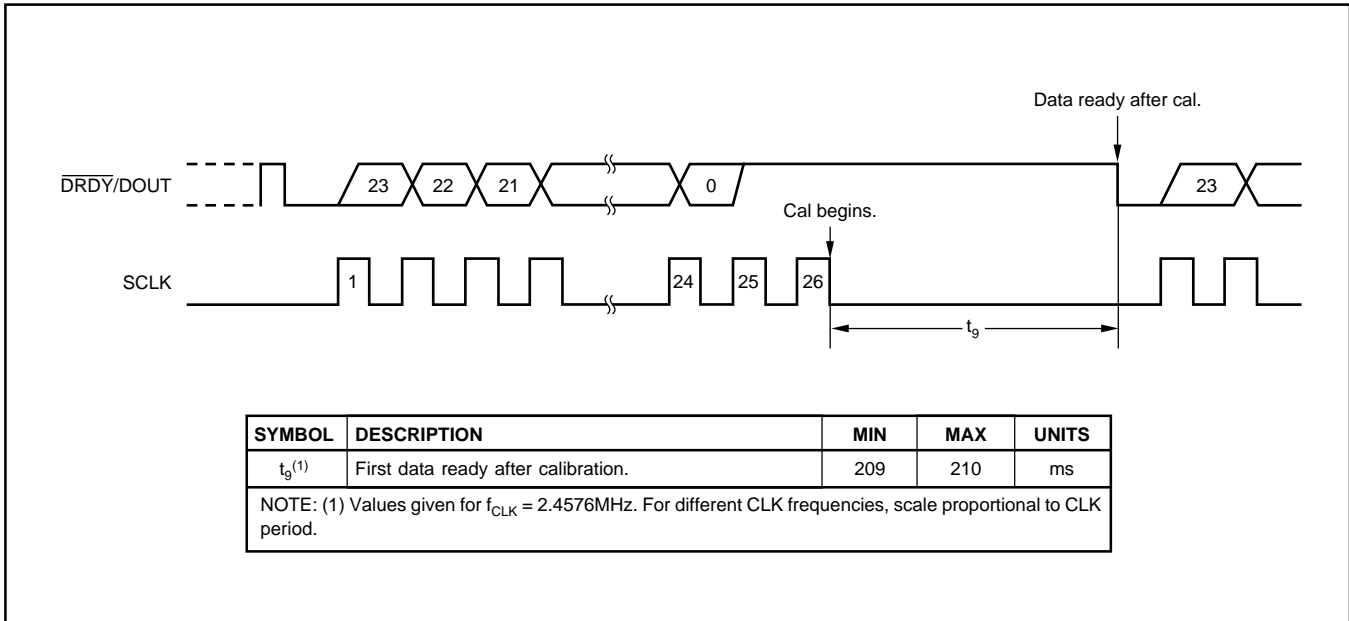 Data ready after cal.
DRDY/DOUT
23 22 21 0 23
Cal begins.
SCLK
1 24 25 26
t9
SYMBOL DESCRIPTION MIN MAX UNITS
t9(1) First data ready after calibration. 209 210 ms
NOTE: (1) Values given for fCLK = 2.4576MHz. For different CLK frequencies, scale proportional to CLK
period.